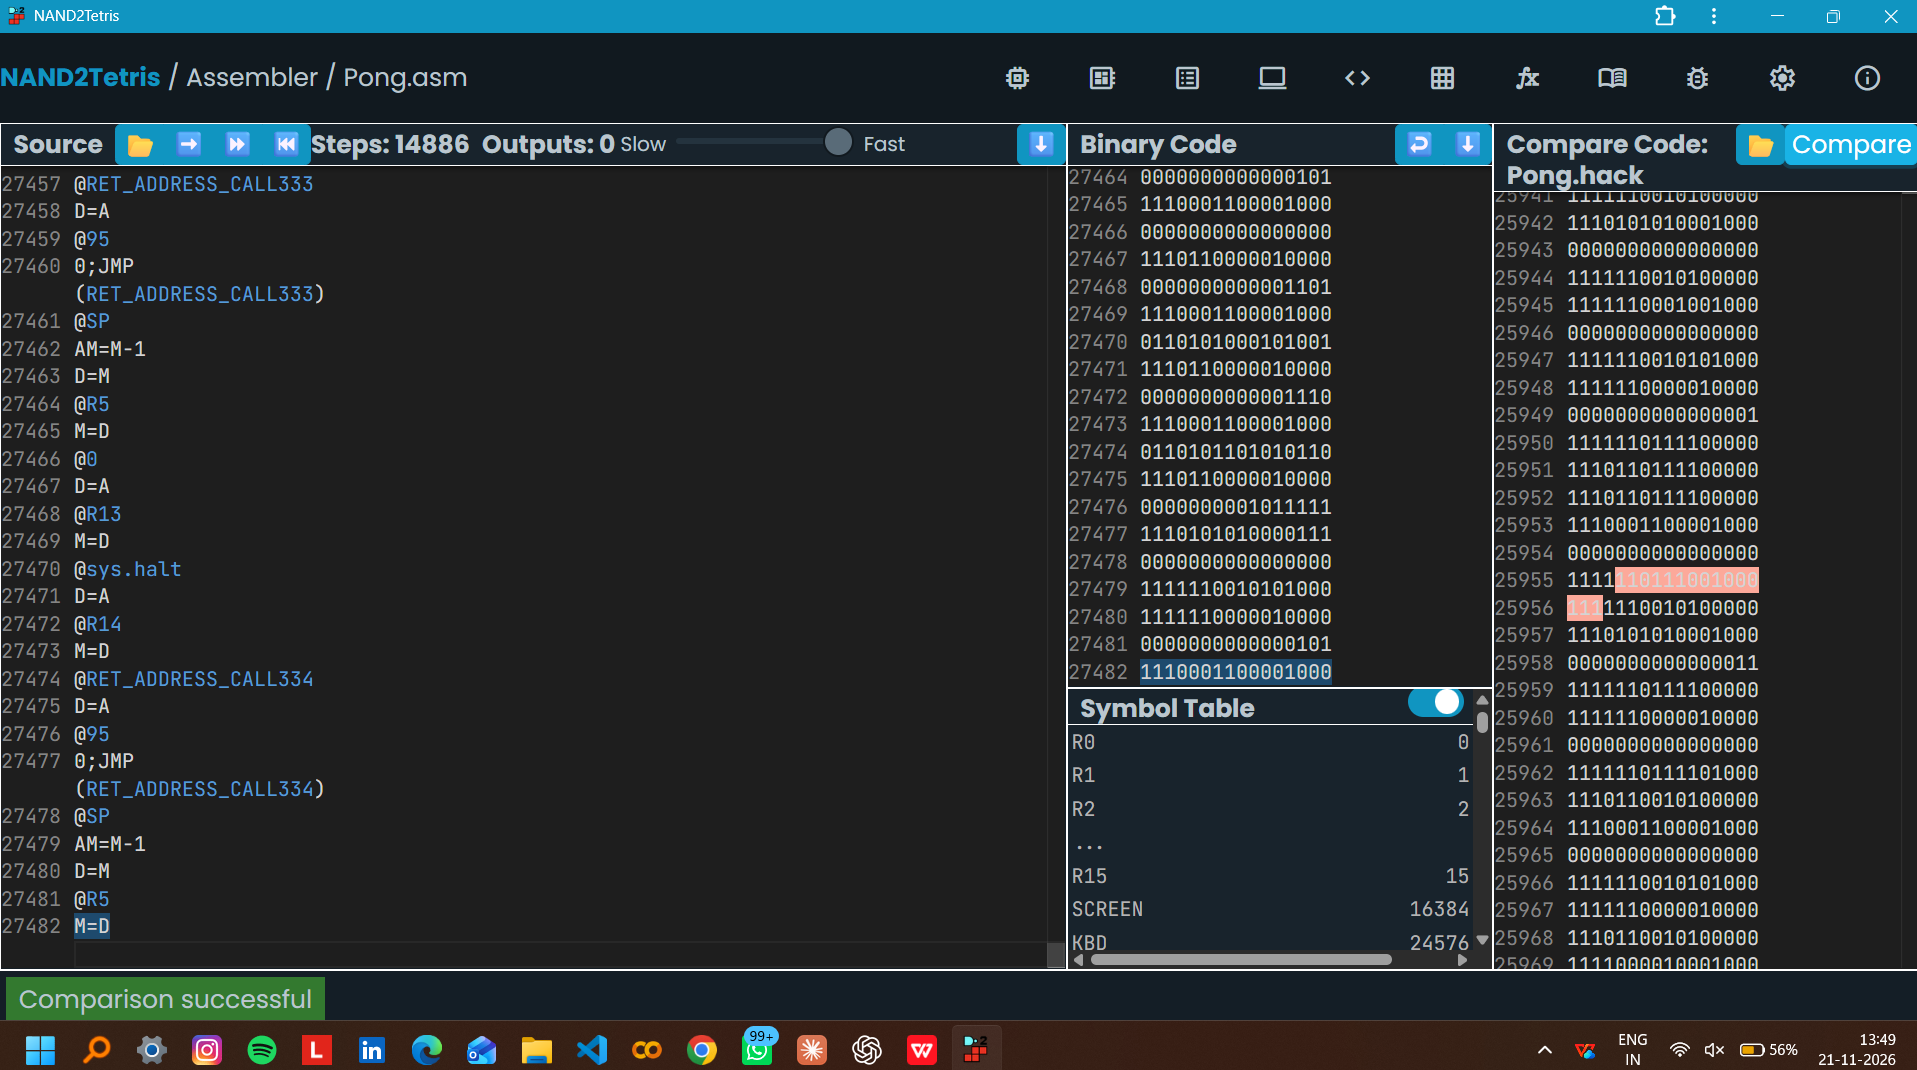 NAND2Tetris
NAND2Tetris / Assembler / Pong.asm
Source
Steps: 14886 Outputs: 0 Slow Fast
27457 @RET_ADDRESS_CALL333
27458 D=A
27459 @95
27460 0;JMP
(RET_ADDRESS_CALL333)
27461 @SP
27462 AM=M-1
27463 D=M
27464 @R5
27465 M=D
27466 @0
27467 D=A
27468 @R13
27469 M=D
27470 @sys.halt
27471 D=A
27472 @R14
27473 M=D
27474 @RET_ADDRESS_CALL334
27475 D=A
27476 @95
27477 0;JMP
(RET_ADDRESS_CALL334)
27478 @SP
27479 AM=M-1
27480 D=M
27481 @R5
27482 M=D
Binary Code
27464 0000000000000101
27465 1110001100001000
27466 0000000000000000
27467 1110110000010000
27468 0000000000001101
27469 1110001100001000
27470 0110101000101001
27471 1110110000010000
27472 0000000000001110
27473 1110001100001000
27474 0110101101010110
27475 1110110000010000
27476 0000000001011111
27477 1110101010000111
27478 0000000000000000
27479 1111110010101000
27480 1111110000010000
27481 0000000000000101
27482 1110001100001000
Symbol Table
R0 0
R1 1
R2 2
...
R15 15
SCREEN 16384
KBD 24576
Compare Code:
Pong.hack
Compare
25941 1111110010100000
25942 1110101010001000
25943 0000000000000000
25944 1111110010100000
25945 1111110001001000
25946 0000000000000000
25947 1111110010101000
25948 1111110000010000
25949 0000000000000001
25950 1111110111100000
25951 1110110111100000
25952 1110110111100000
25953 1110001100001000
25954 0000000000000000
25955 1111110111001000
25956 1111110010100000
25957 1110101010001000
25958 0000000000000011
25959 1111110111100000
25960 1111110000010000
25961 0000000000000000
25962 1111110111101000
25963 1110110010100000
25964 1110001100001000
25965 0000000000000000
25966 1111110010101000
25967 1111110000010000
25968 1110110010100000
25969 1111000010001000
Comparison successful
99+
ENG
IN
56%
13:49
21-11-2026